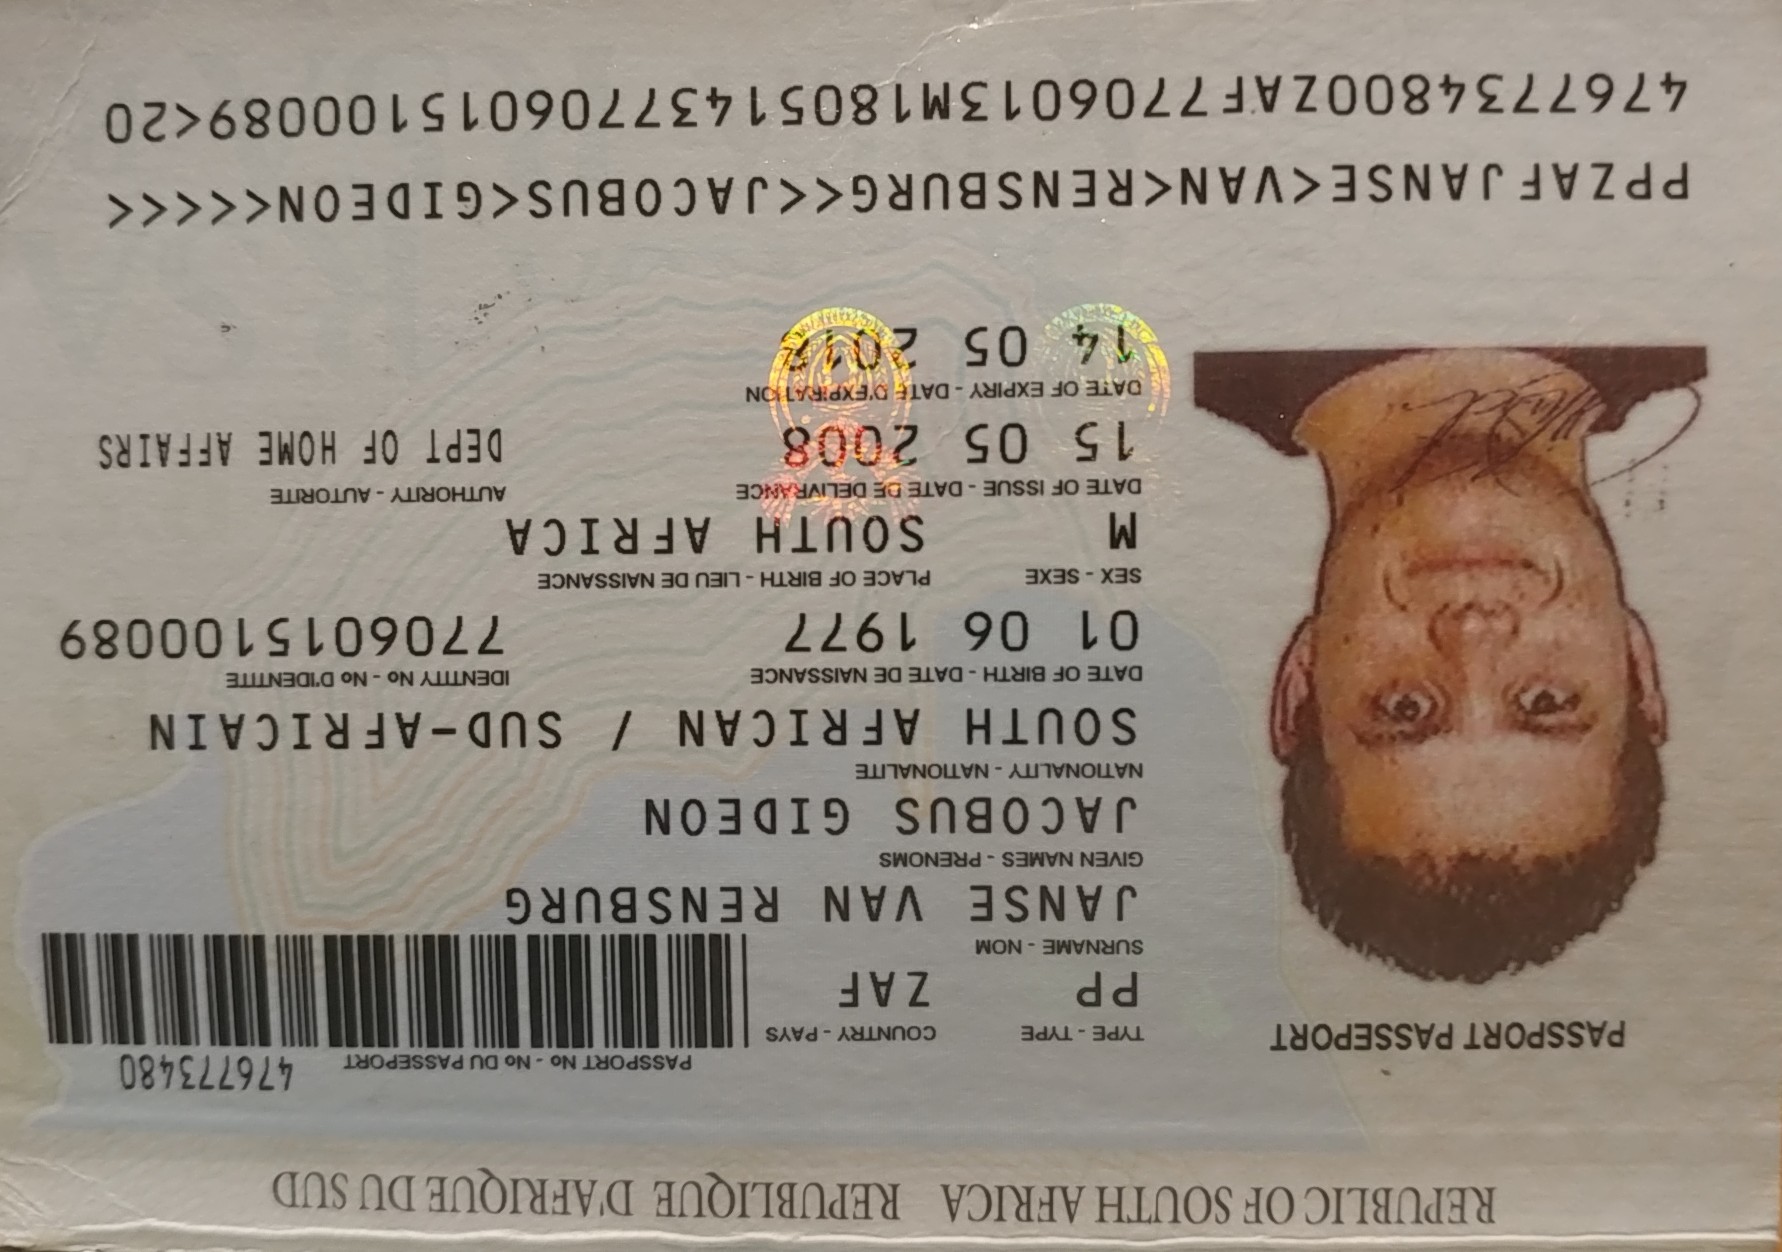 REPUBLIC OF SOUTH AFRICA REPUBLIQUE D'AFRIQUE DU SUD
PASSPORT PASSEPORT
PASSPORT No - No DU PASSEPORT 476773480
TYPE - TYPE COUNTRY - PAYS
PP ZAF
SURNAME - NOM
JANSE VAN RENSBURG
GIVEN NAMES - PRENOMS
JACOBUS GIDEON
NATIONALITY - NATIONALITE
SOUTH AFRICAN / SUD-AFRICAIN
DATE OF BIRTH - DATE DE NAISSANCE IDENTITY No - No D'IDENTITE
01 06 1977 7706015100089
SEX - SEXE PLACE OF BIRTH - LIEU DE NAISSANCE
M SOUTH AFRICA
DATE OF ISSUE - DATE DE DELIVRANCE AUTHORITY - AUTORITE
15 05 2008 DEPT OF HOME AFFAIRS
DATE OF EXPIRY - DATE D'EXPIRATION
14 05 2018
PPZAFJANSE<VAN<RENSBURG<<JACOBUS<GIDEON<<<<<
4767734800ZAF7706013M18051437706015100089<20